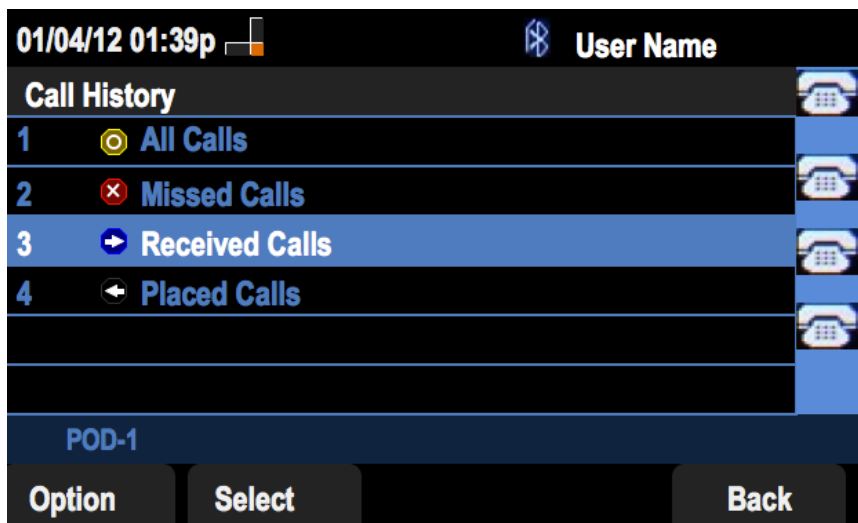 01/04/12 01:39p User Name
Call History
1 All Calls
2 Missed Calls
3 Received Calls
4 Placed Calls
POD-1
Option Select Back